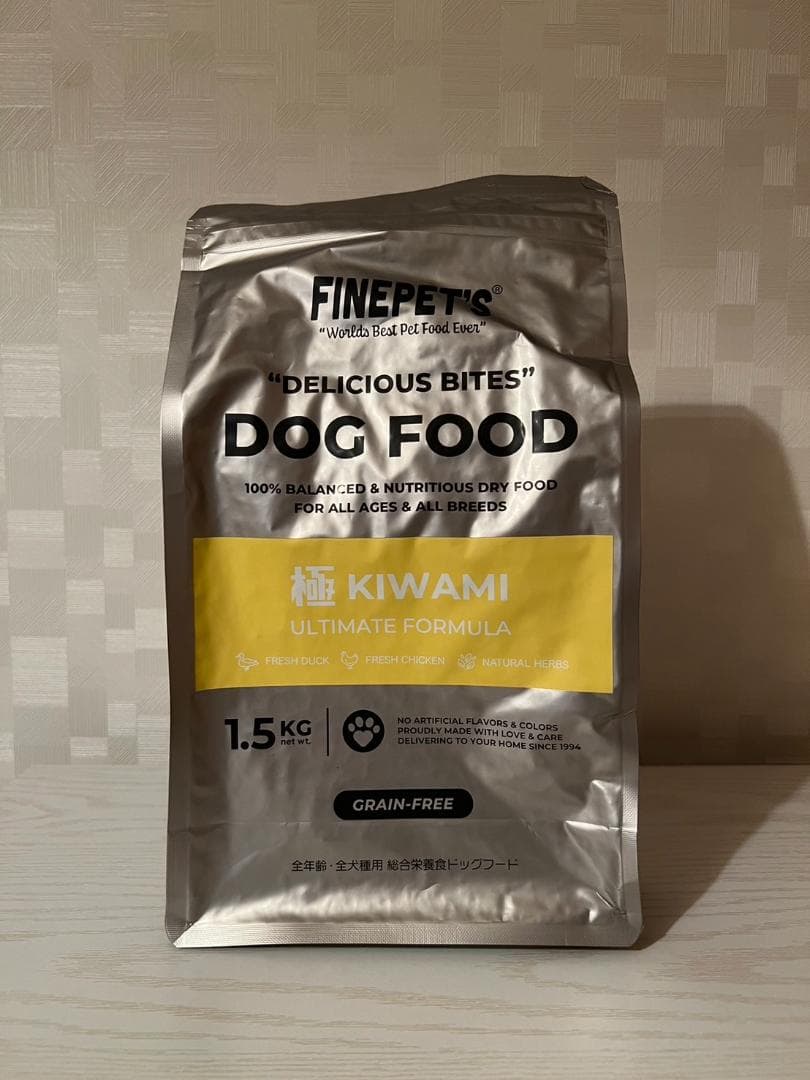 FINEPET'S®
"Worlds Best Pet Food Ever"
"DELICIOUS BITES"
DOG FOOD
100% BALANCED & NUTRITIOUS DRY FOOD
FOR ALL AGES & ALL BREEDS
極 KIWAMI
ULTIMATE FORMULA
FRESH DUCK FRESH CHICKEN NATURAL HERBS
1.5 KG
net wt.
NO ARTIFICIAL FLAVORS & COLORS
PROUDLY MADE WITH LOVE & CARE
DELIVERING TO YOUR HOME SINCE 1994
GRAIN-FREE
全年齢・全犬種用 総合栄養食ドッグフード